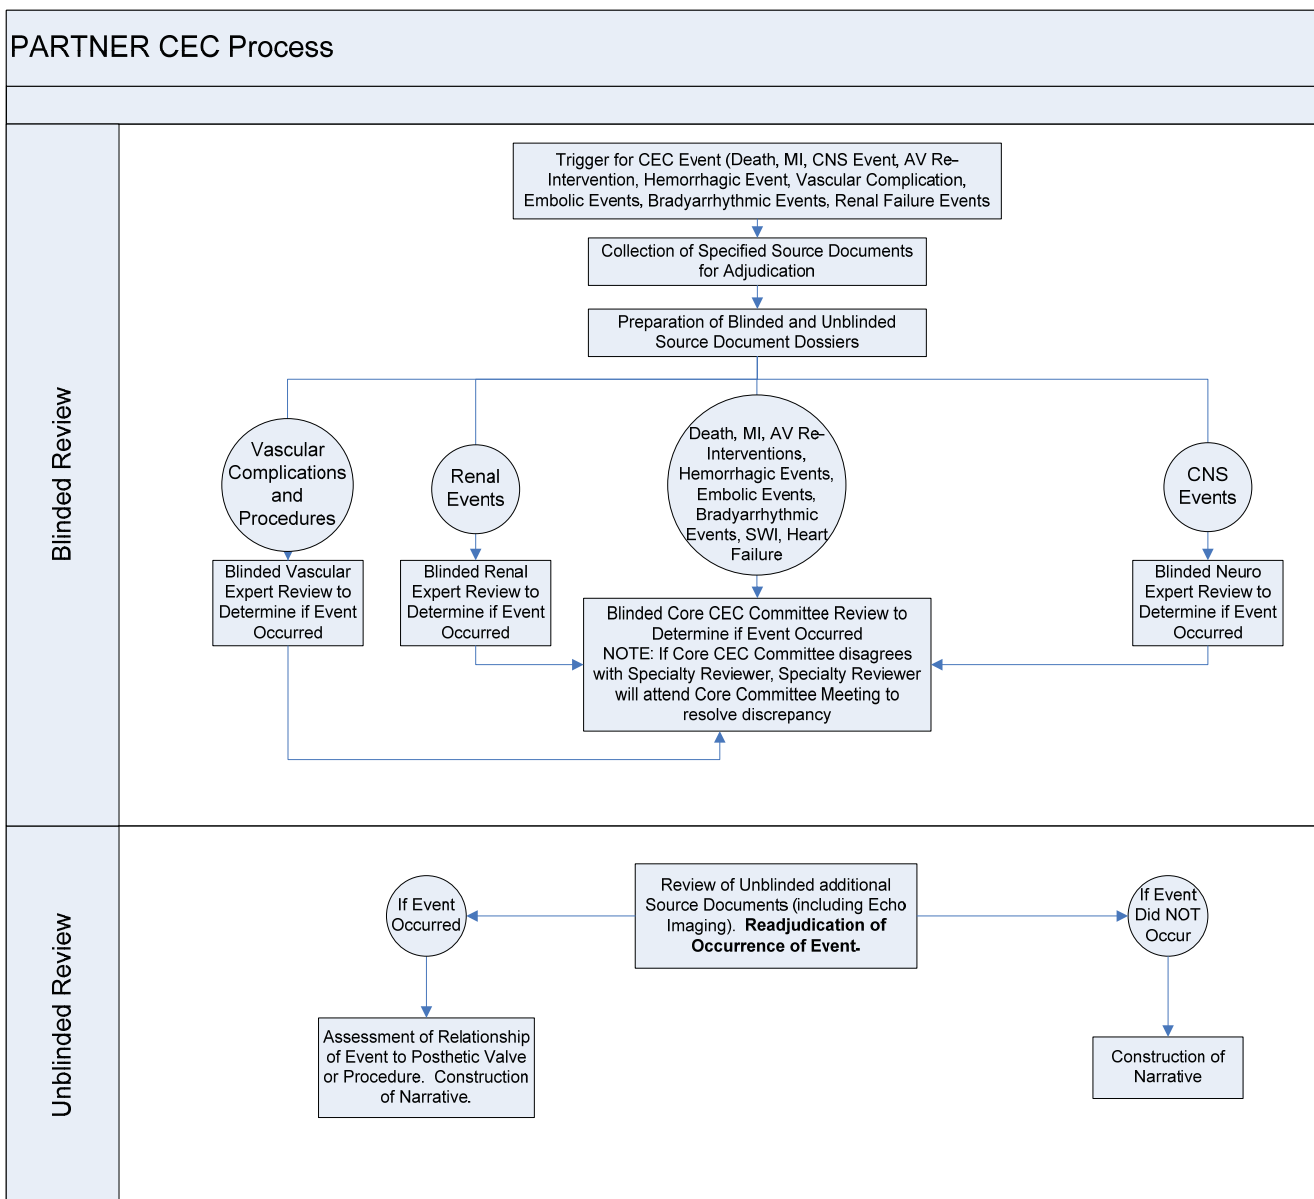 PARTNER CEC Process
Blinded Review
Trigger for CEC Event (Death, MI, CNS Event, AV Re-
Intervention, Hemorrhagic Event, Vascular Complication,
Embolic Events, Bradyarrhythmic Events, Renal Failure Events
Collection of Specified Source Documents
for Adjudication
Preparation of Blinded and Unblinded
Source Document Dossiers
Vascular
Complications
and
Procedures
Renal
Events
Death, MI, AV Re-
Interventions,
Hemorrhagic Events,
Embolic Events,
Bradyarrhythmic
Events, SWI, Heart
Failure
CNS
Events
Blinded Vascular
Expert Review to
Determine if Event
Occurred
Blinded Renal
Expert Review to
Determine if Event
Occurred
Blinded Core CEC Committee Review to
Determine if Event Occurred
NOTE: If Core CEC Committee disagrees
with Specialty Reviewer, Specialty Reviewer
will attend Core Committee Meeting to
resolve discrepancy
Blinded Neuro
Expert Review to
Determine if Event
Occurred
Unblinded Review
If Event
Occurred
Review of Unblinded additional
Source Documents (including Echo
Imaging). Readjudication of
Occurrence of Event.
If Event
Did NOT
Occur
Assessment of Relationship
of Event to Posthetic Valve
or Procedure. Construction
of Narrative.
Construction of
Narrative